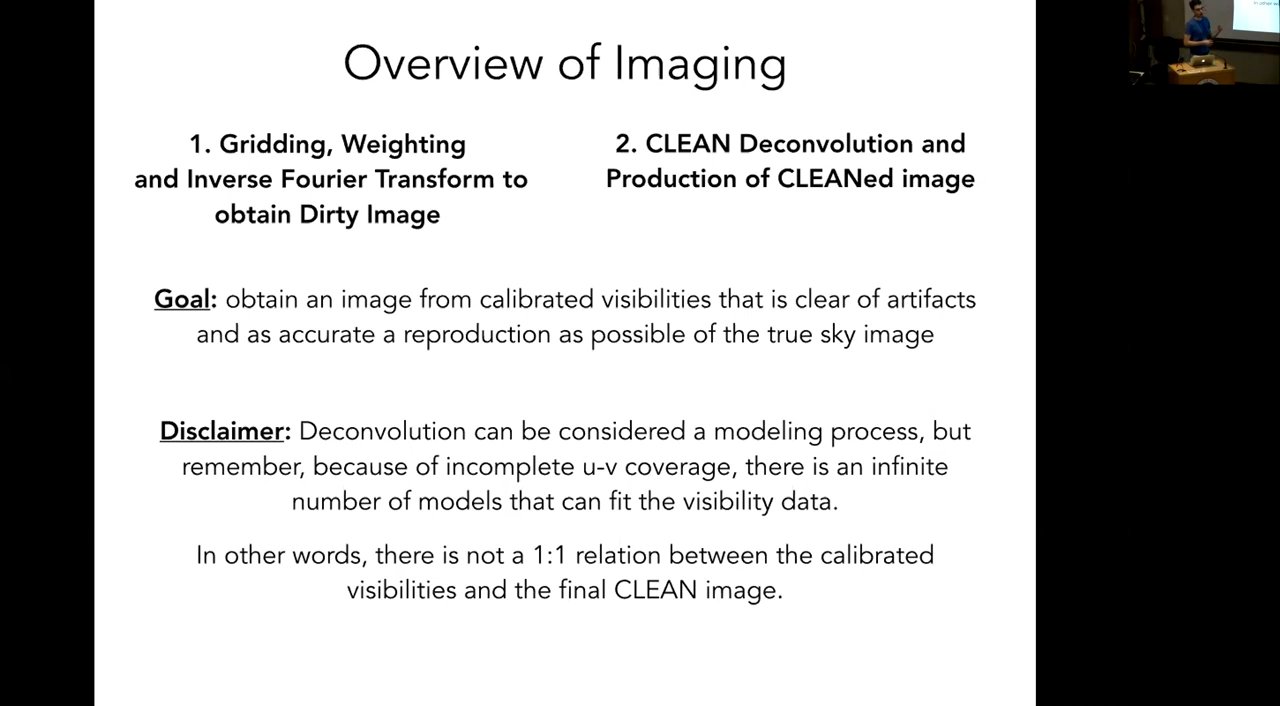 Overview of Imaging
1. Gridding, Weighting
and Inverse Fourier Transform to
obtain Dirty Image
2. CLEAN Deconvolution and
Production of CLEANed image
Goal: obtain an image from calibrated visibilities that is clear of artifacts
and as accurate a reproduction as possible of the true sky image
Disclaimer: Deconvolution can be considered a modeling process, but
remember, because of incomplete u-v coverage, there is an infinite
number of models that can fit the visibility data.
In other words, there is not a 1:1 relation between the calibrated
visibilities and the final CLEAN image.
In other